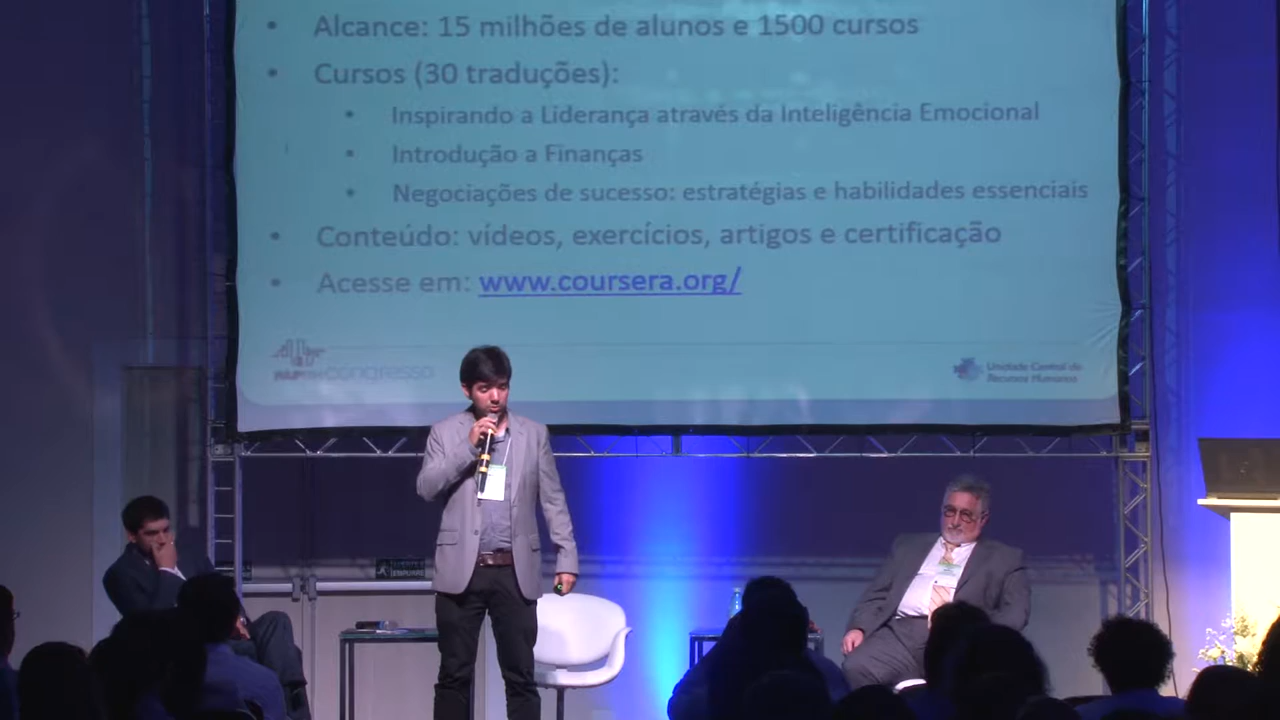 • Alcance: 15 milhões de alunos e 1500 cursos
• Cursos (30 traduções):
• Inspirando a Liderança através da Inteligência Emocional
• Introdução a Finanças
• Negociações de sucesso: estratégias e habilidades essenciais
• Conteúdo: vídeos, exercícios, artigos e certificação
• Acesse em: www.coursera.org/
congresso
Unidade Central de
Recursos Humanos
EMPURRE